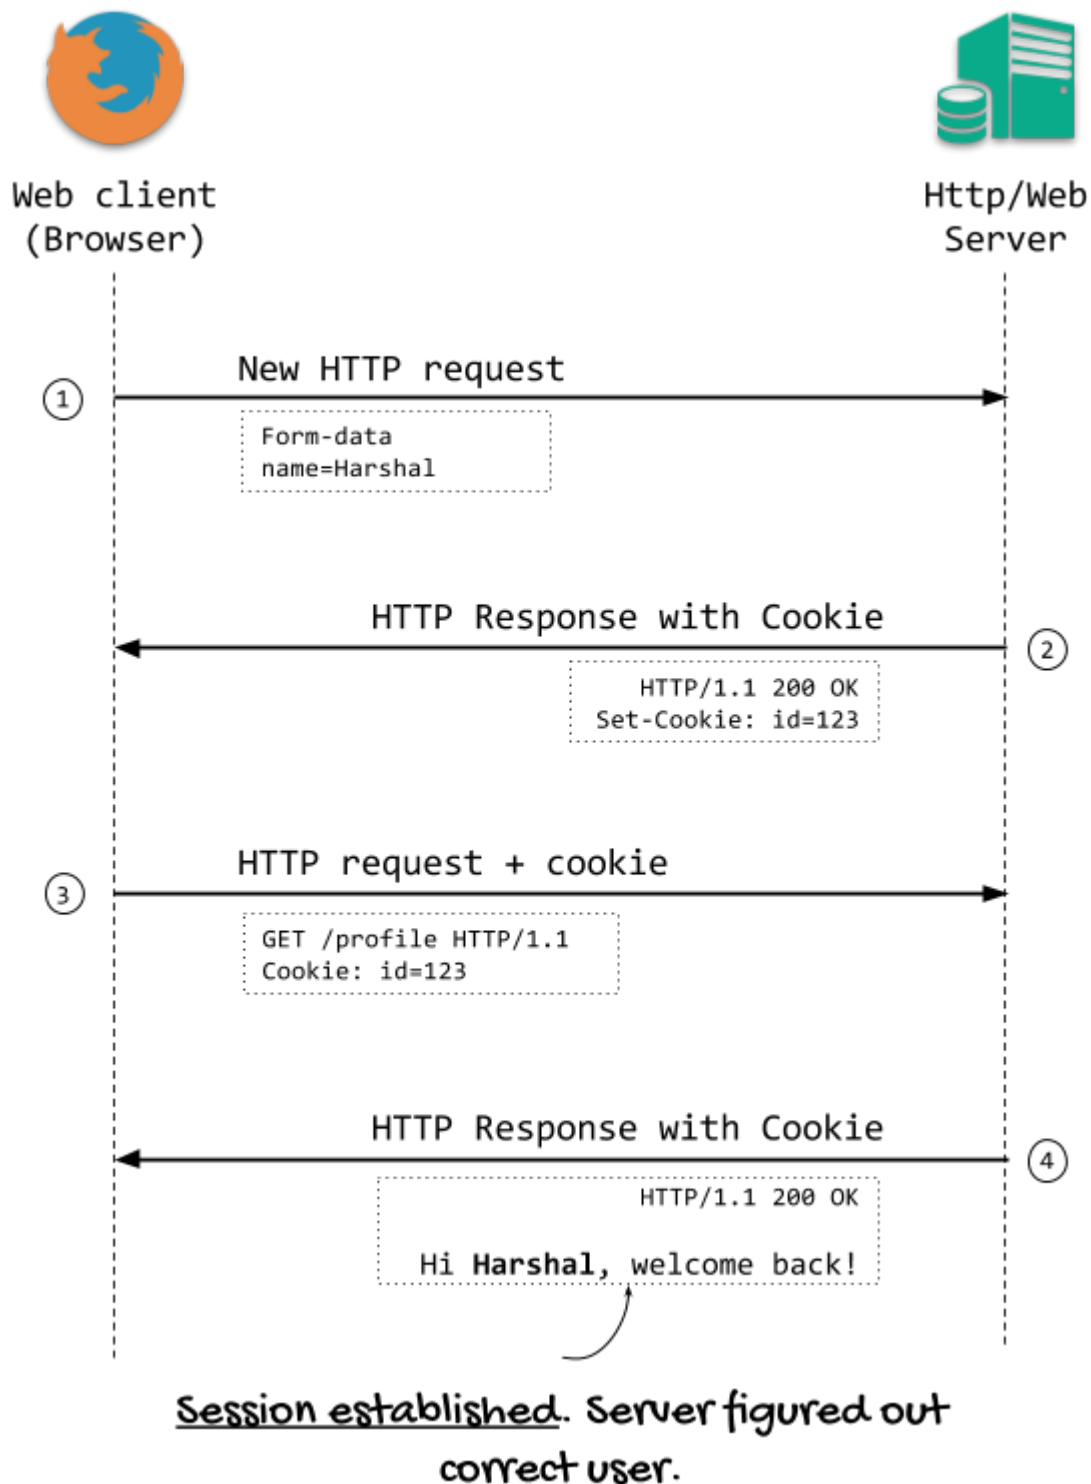 Web client
(Browser)
Http/Web
Server
1
New HTTP request
Form-data
name=Harshal
HTTP Response with Cookie
2
HTTP/1.1 200 OK
Set-Cookie: id=123
HTTP request + cookie
3
GET /profile HTTP/1.1
Cookie: id=123
HTTP Response with Cookie
4
HTTP/1.1 200 OK
Hi Harshal, welcome back!
Session established. Server figured out
correct user.